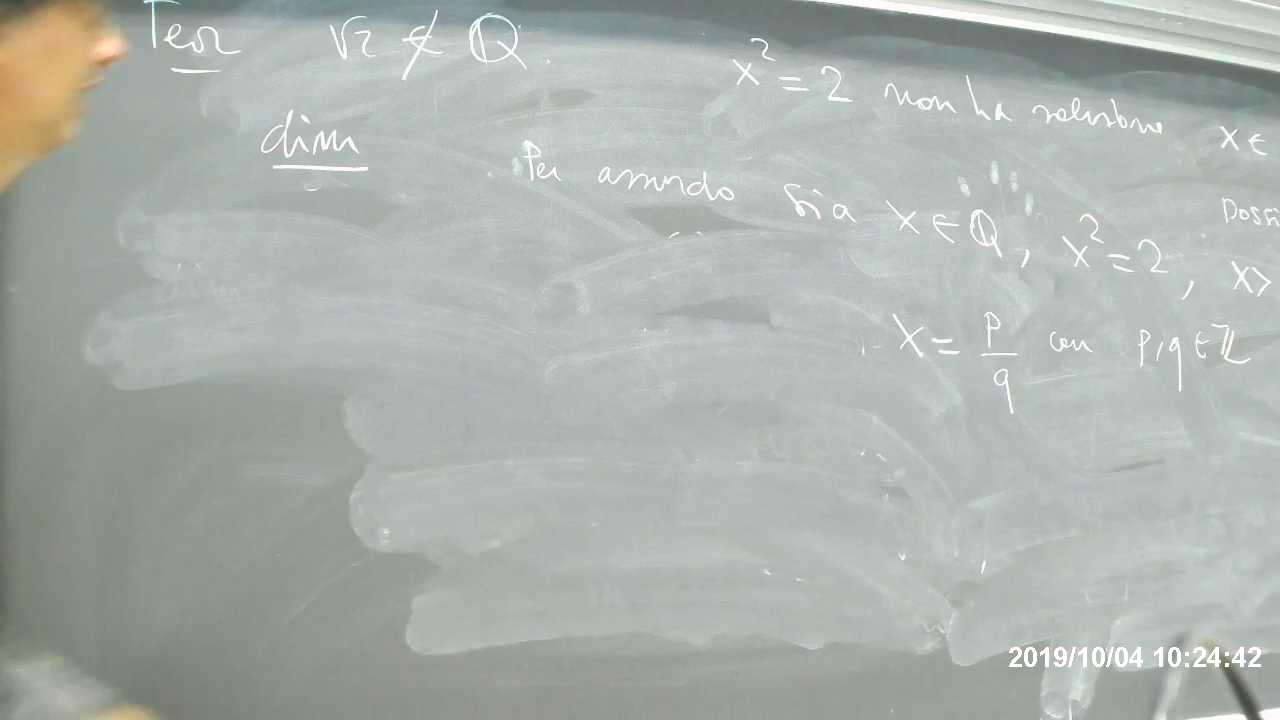 Teor √2 ∉ ℚ.
x² = 2 non ha soluzione x ∈
dim
Per assurdo sia x ∈ ℚ, x² = 2, x >
Poss
x = p/q con p, q ∈ ℤ
2019/10/04 10:24:42